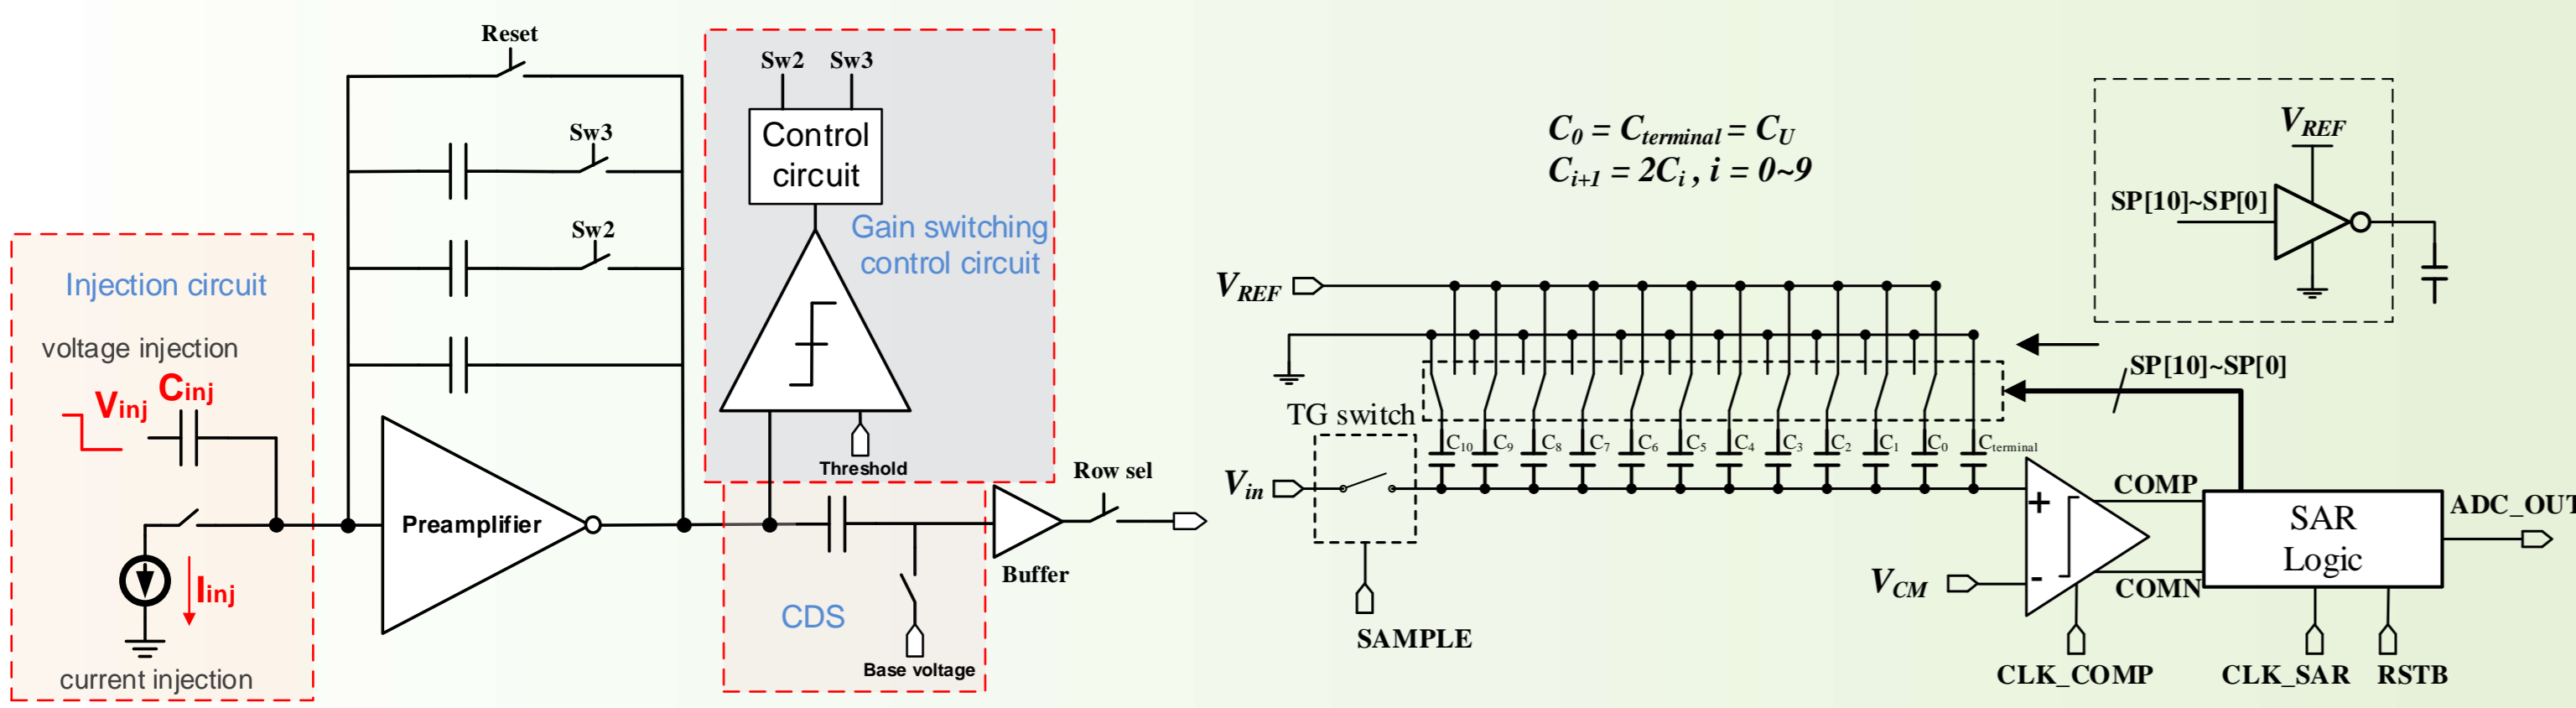 Reset
Sw3
Sw2
Injection circuit
voltage injection
Vinj
Cinj
Iinj
current injection
Preamplifier
Sw2 Sw3
Control
circuit
Gain switching
control circuit
Threshold
CDS
Base voltage
Buffer
Row sel
C0 = Cterminal = CU
Ci+1 = 2Ci , i = 0~9
VREF
SP[10]~SP[0]
VREF
SP[10]~SP[0]
TG switch
C10 C9 C8 C7 C6 C5 C4 C3 C2 C1 C0 Cterminal
Vin
SAMPLE
VCM
+
-
COMP
COMN
CLK_COMP
SAR
Logic
ADC_OUT
CLK_SAR
RSTB